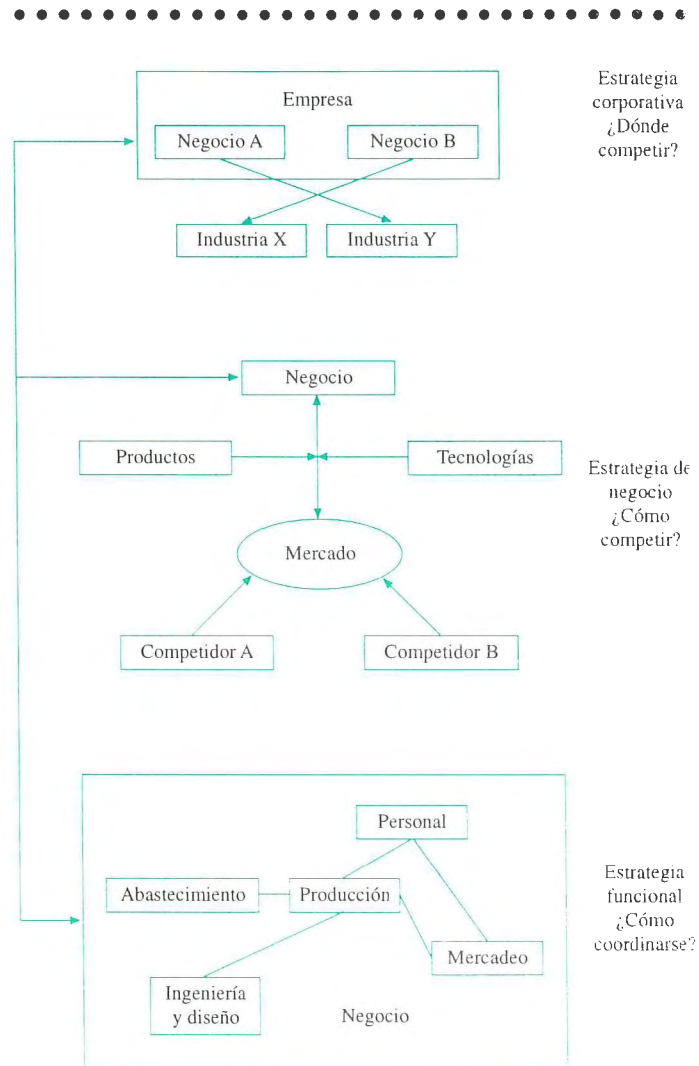 Empresa
Negocio A
Negocio B
Industria X
Industria Y
Estrategia
corporativa
¿Dónde
competir?
Negocio
Productos
Tecnologías
Mercado
Competidor A
Competidor B
Estrategia de
negocio
¿Cómo
competir?
Personal
Abastecimiento
Producción
Mercadeo
Ingeniería
y diseño
Negocio
Estrategia
funcional
¿Cómo
coordinarse?